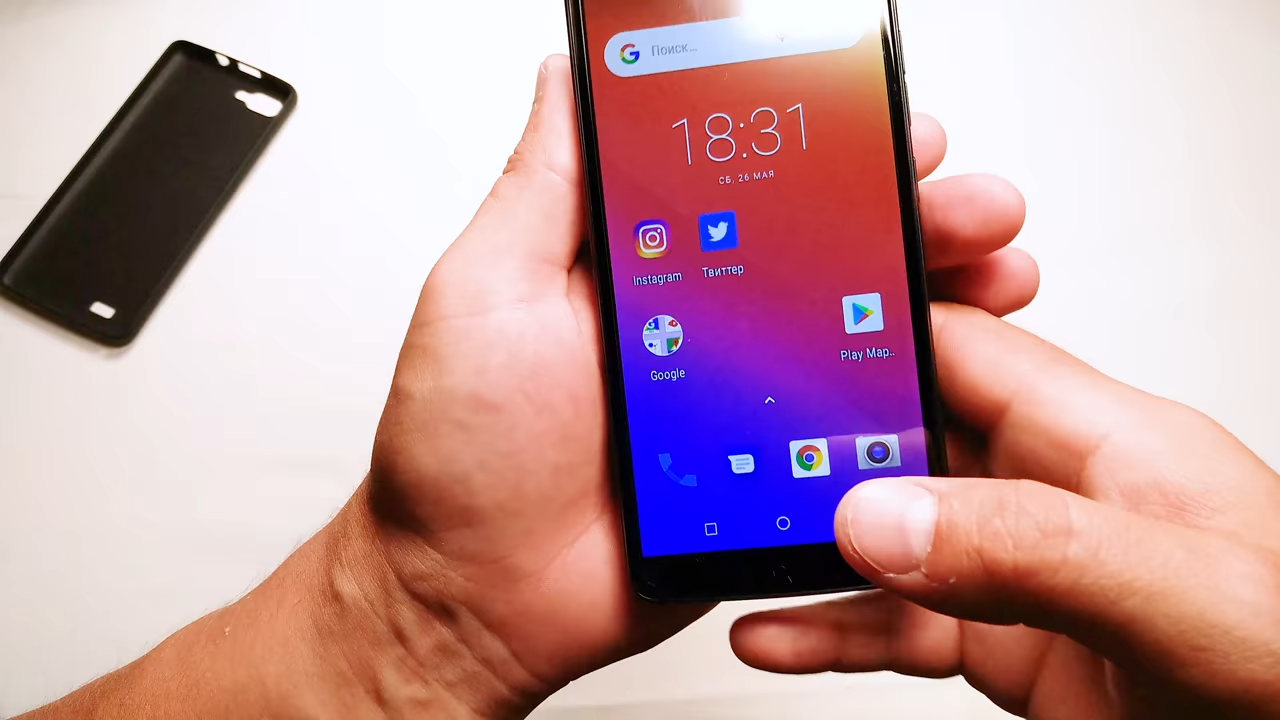 Поиск...
18:31
СБ, 26 МАЯ
Instagram
Твиттер
Google
Play Мар..